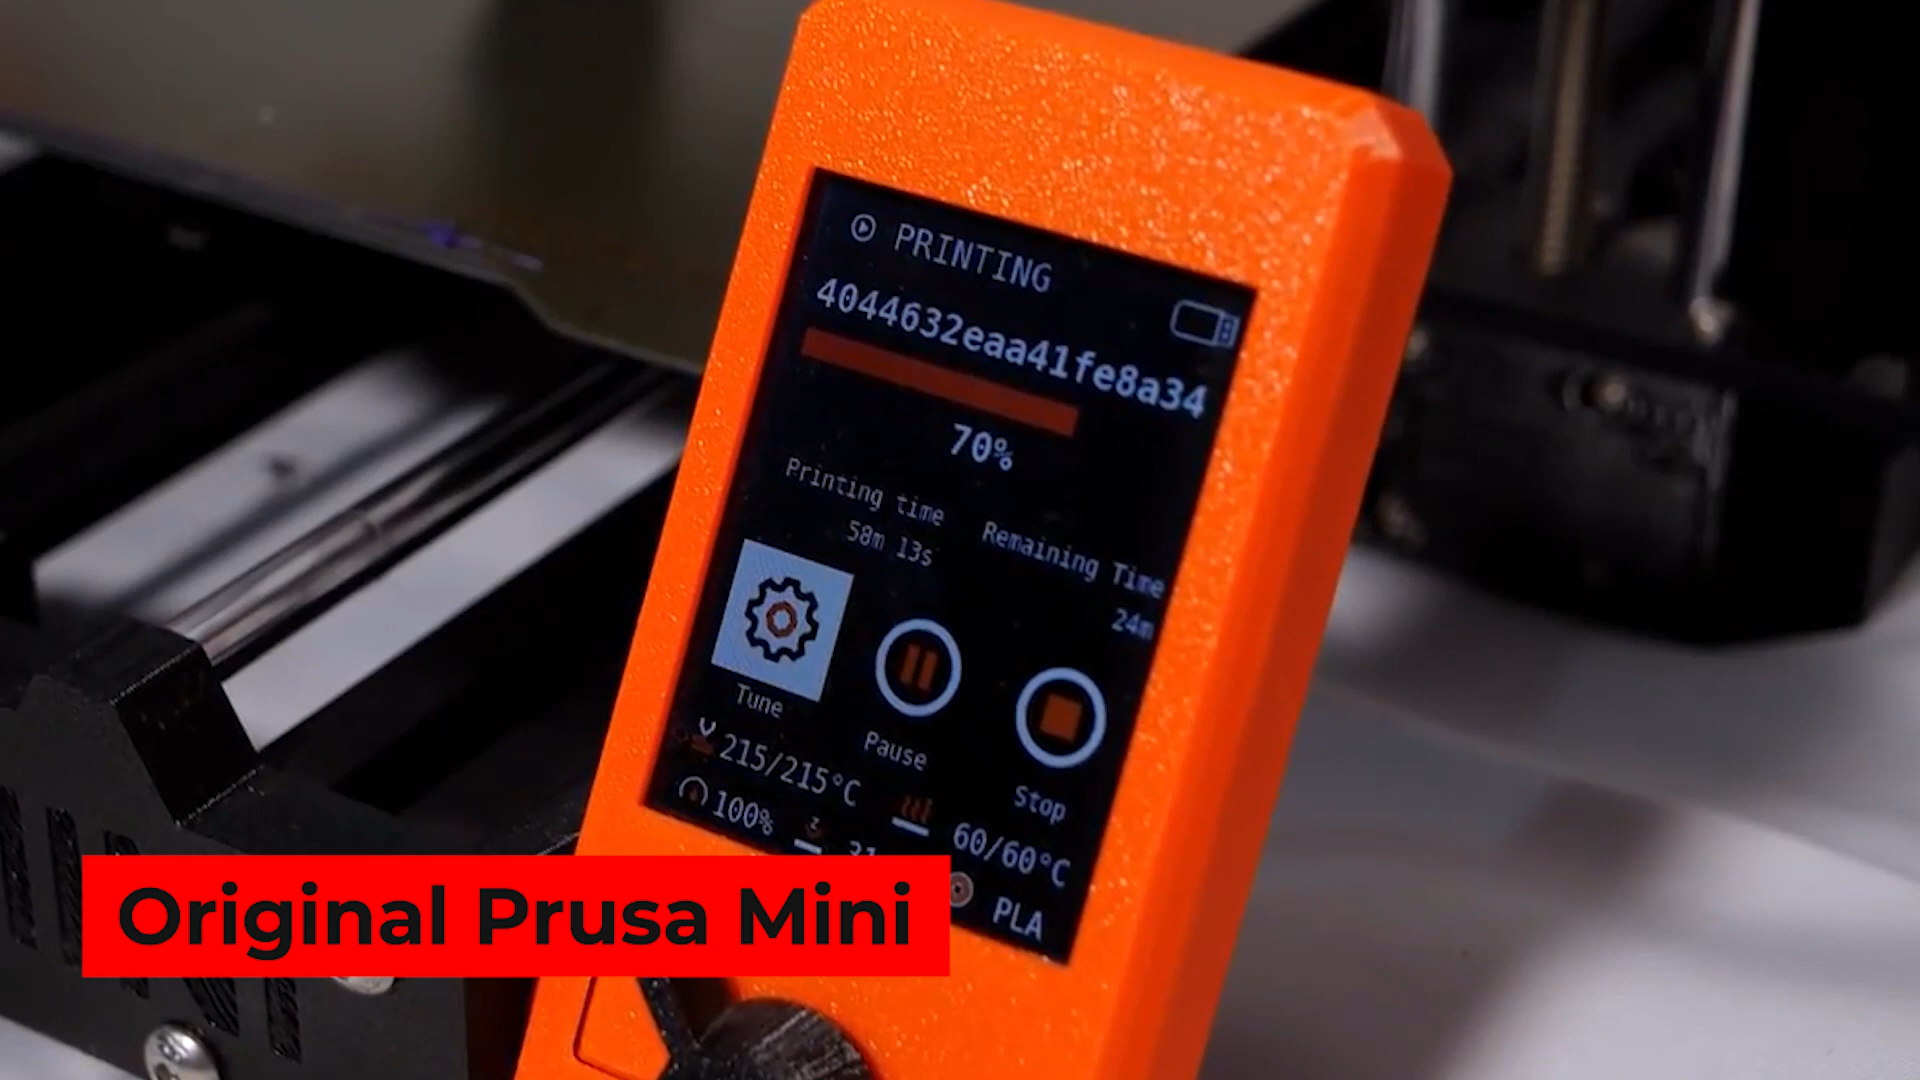 PRINTING
4044632eaa41fe8a34
70%
Printing time
58m 13s
Remaining Time
24m
Tune
Pause
Stop
215/215°C
60/60°C
100%
PLA
Original Prusa Mini